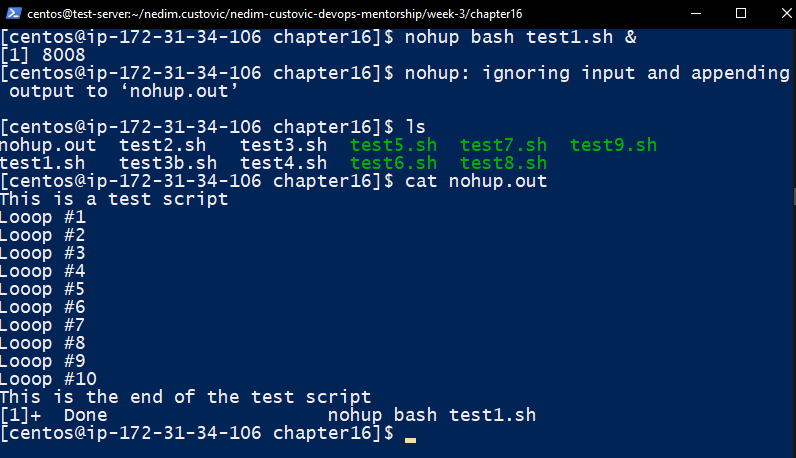 centos@test-server:~/nedim.custovic/nedim-custovic-devops-mentorship/week-3/chapter16
[centos@ip-172-31-34-106 chapter16]$ nohup bash test1.sh &
[1] 8008
[centos@ip-172-31-34-106 chapter16]$ nohup: ignoring input and appending
output to ‘nohup.out’
[centos@ip-172-31-34-106 chapter16]$ ls
nohup.out  test2.sh   test3.sh  test5.sh  test7.sh  test9.sh
test1.sh   test3b.sh  test4.sh  test6.sh  test8.sh
[centos@ip-172-31-34-106 chapter16]$ cat nohup.out
This is a test script
Looop #1
Looop #2
Looop #3
Looop #4
Looop #5
Looop #6
Looop #7
Looop #8
Looop #9
Looop #10
This is the end of the test script
[1]+  Done                    nohup bash test1.sh
[centos@ip-172-31-34-106 chapter16]$